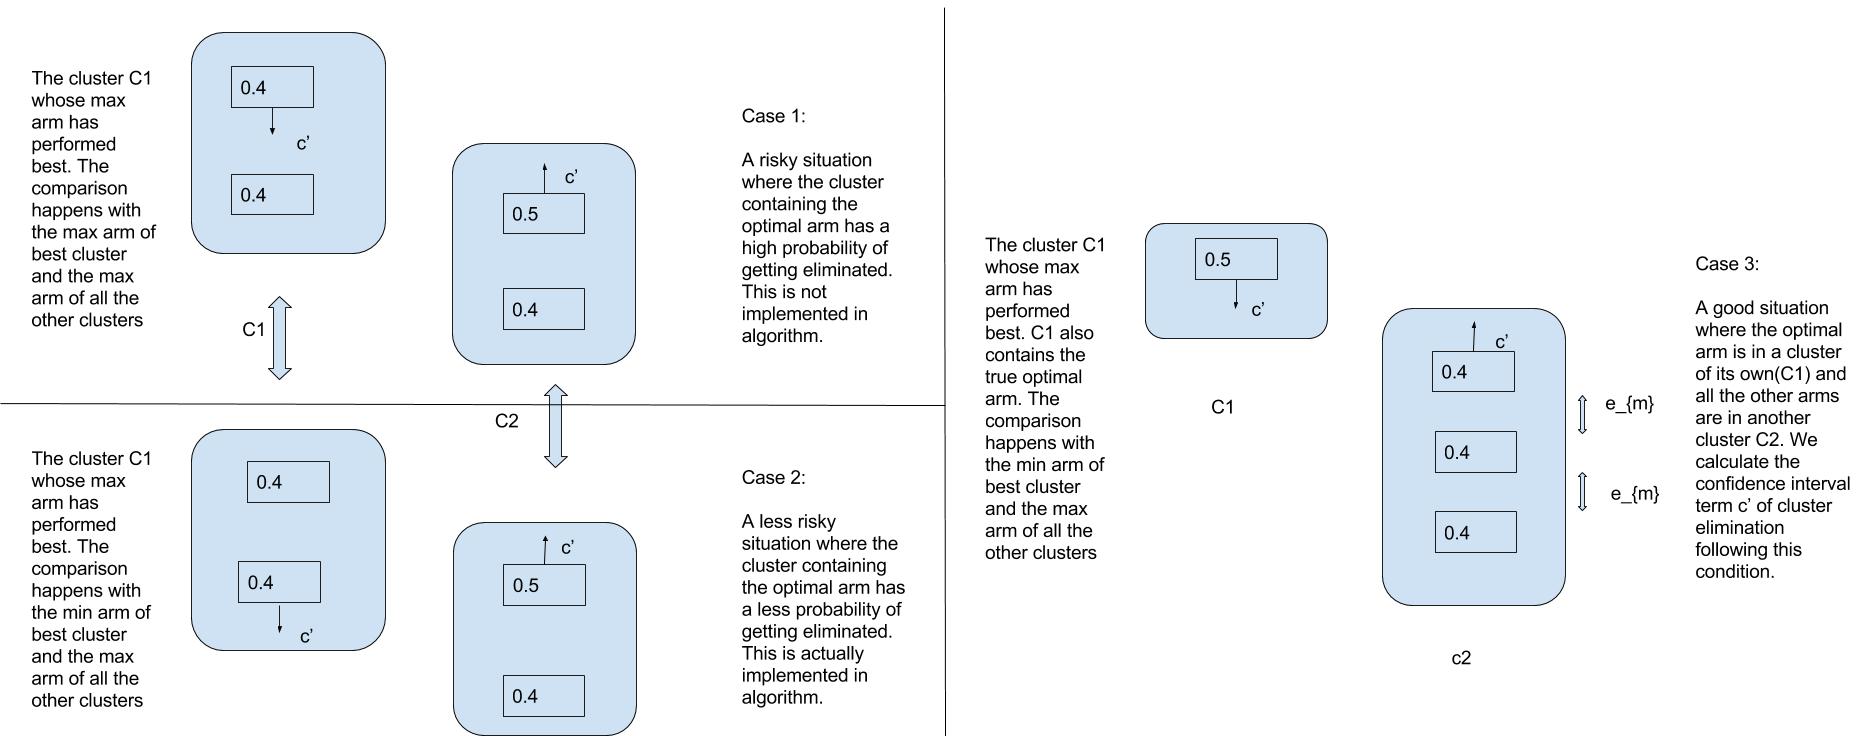 The cluster C1
whose max
arm has
performed
best. The
comparison
happens with
the max arm of
best cluster
and the max
arm of all the
other clusters
0.4
c'
0.4
C1
c'
0.5
0.4
C2
Case 1:
A risky situation
where the cluster
containing the
optimal arm has a
high probability of
getting eliminated.
This is not
implemented in
algorithm.
The cluster C1
whose max
arm has
performed
best. The
comparison
happens with
the min arm of
best cluster
and the max
arm of all the
other clusters
0.4
0.4
c'
c'
0.5
0.4
Case 2:
A less risky
situation where the
cluster containing
the optimal arm has
a less probability of
getting eliminated.
This is actually
implemented in
algorithm.
The cluster C1
whose max
arm has
performed
best. C1 also
contains the
true optimal
arm. The
comparison
happens with
the min arm of
best cluster
and the max
arm of all the
other clusters
0.5
c'
C1
c'
0.4
e_{m}
0.4
e_{m}
0.4
c2
Case 3:
A good situation
where the optimal
arm is in a cluster
of its own(C1) and
all the other arms
are in another
cluster C2. We
calculate the
confidence interval
term c' of cluster
elimination
following this
condition.